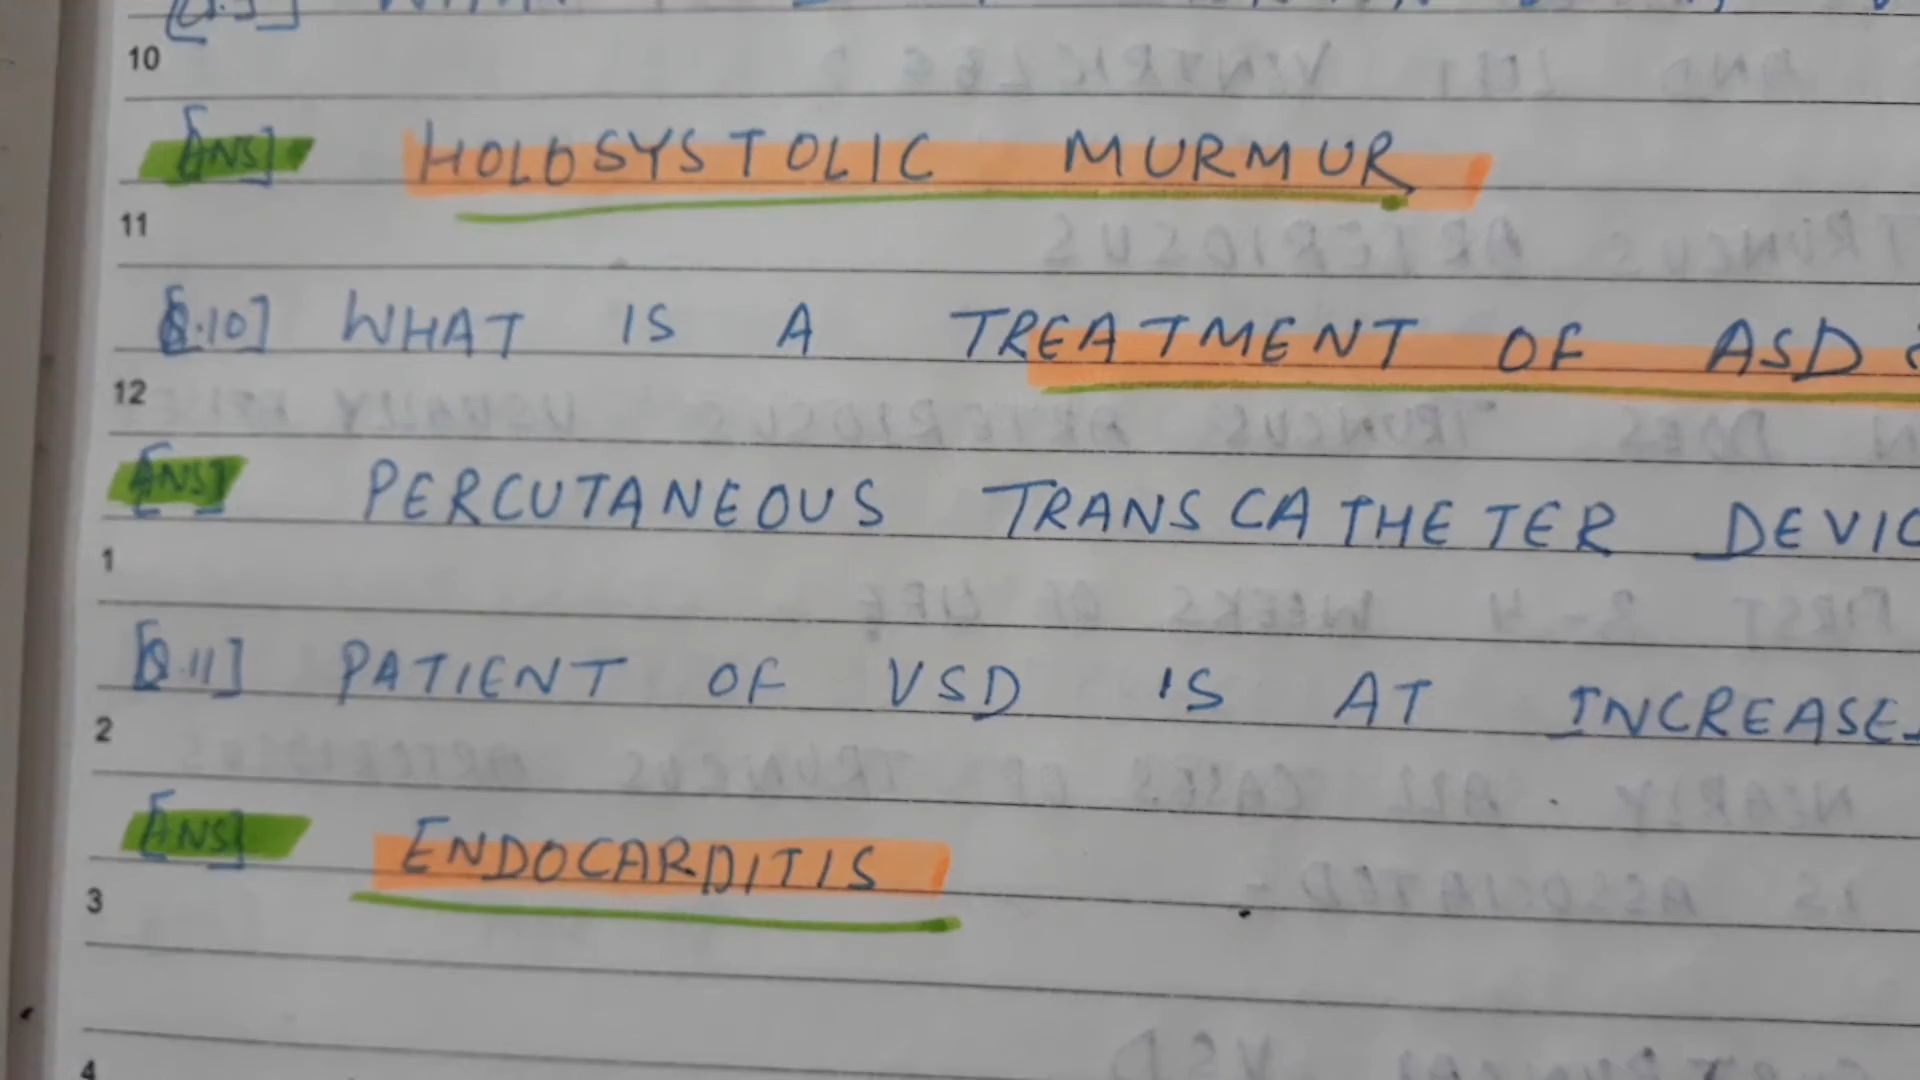 10
[ANS] HOLOSYSTOLIC MURMUR
11
[Q.10] WHAT IS A TREATMENT OF ASD ?
12
[ANS] PERCUTANEOUS TRANSCATHETER DEVIC
1
[Q.11] PATIENT OF VSD IS AT INCREASE
2
[ANS] ENDOCARDITIS
3
4